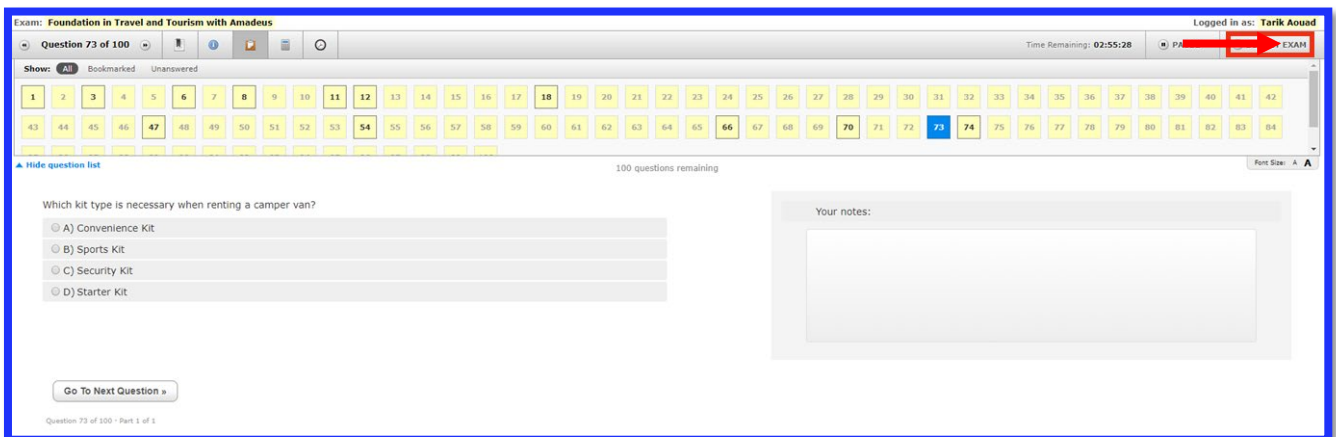 Exam: Foundation in Travel and Tourism with Amadeus Logged in as: Tarik Aouad
Question 73 of 100 Time Remaining: 02:55:28 EXAM
Show: All Bookmarked Unanswered
1 2 3 4 5 6 7 8 9 10 11 12 13 14 15 16 17 18 19 20 21 22 23 24 25 26 27 28 29 30 31 32 33 34 35 36 37 38 39 40 41 42
43 44 45 46 47 48 49 50 51 52 53 54 55 56 57 58 59 60 61 62 63 64 65 66 67 68 69 70 71 72 73 74 75 76 77 78 79 80 81 82 83 84
Hide question list 100 questions remaining Font Size: A A
Which kit type is necessary when renting a camper van?
A) Convenience Kit
B) Sports Kit
C) Security Kit
D) Starter Kit
Your notes:
Go To Next Question »
Question 73 of 100 - Part 1 of 1